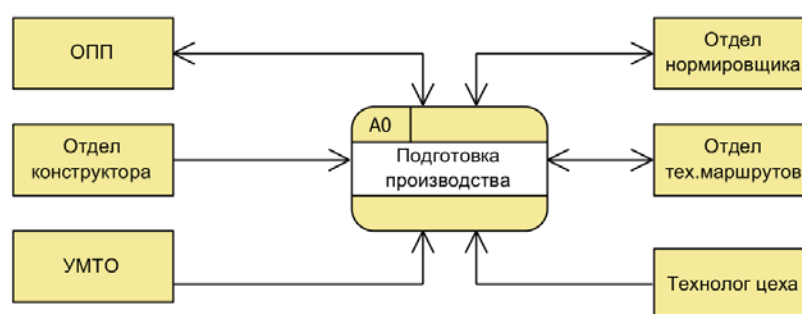 ОПП
Отдел
нормировщика
А0
Отдел
конструктора
Подготовка
производства
Отдел
тех.маршрутов
УМТО
Технолог цеха